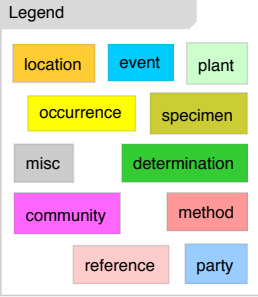 Legend
location event plant
occurrence specimen
misc determination
community method
reference party